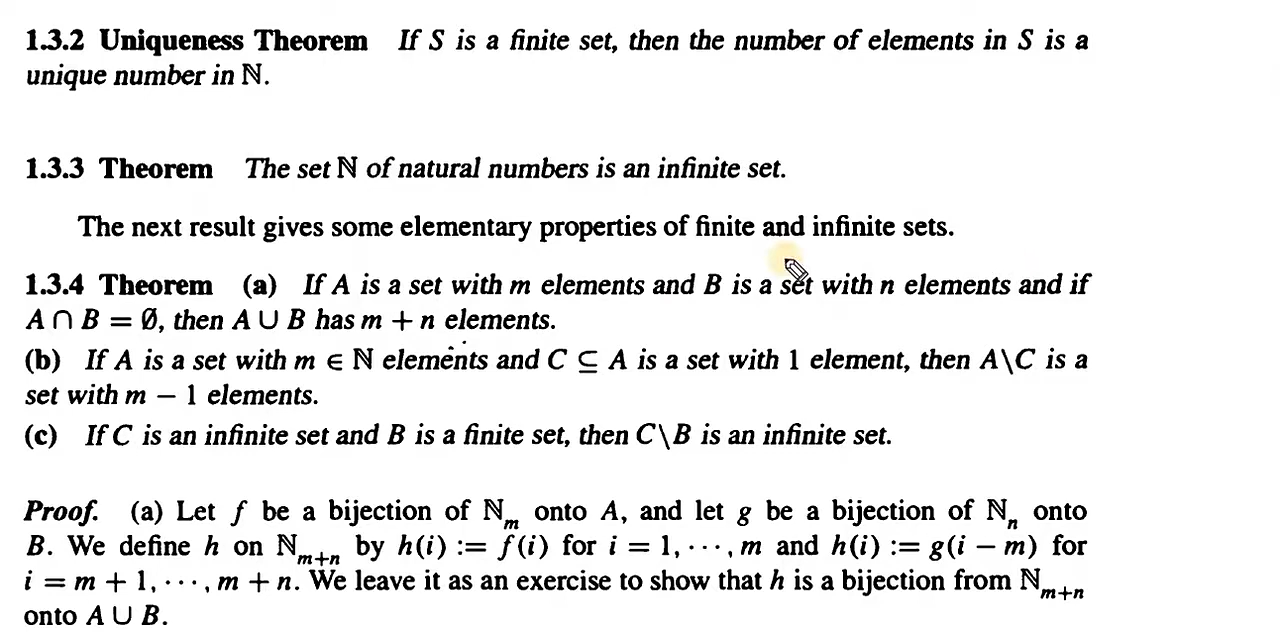 1.3.2 Uniqueness Theorem If S is a finite set, then the number of elements in S is a
unique number in ℕ.
1.3.3 Theorem The set ℕ of natural numbers is an infinite set.
The next result gives some elementary properties of finite and infinite sets.
1.3.4 Theorem (a) If A is a set with m elements and B is a set with n elements and if
A ∩ B = ∅, then A ∪ B has m + n elements.
(b) If A is a set with m ∈ ℕ elements and C ⊆ A is a set with 1 element, then A\C is a
set with m − 1 elements.
(c) If C is an infinite set and B is a finite set, then C\B is an infinite set.
Proof. (a) Let f be a bijection of ℕₘ onto A, and let g be a bijection of ℕₙ onto
B. We define h on ℕₘ₊ₙ by h(i) := f(i) for i = 1, ⋯, m and h(i) := g(i − m) for
i = m + 1, ⋯, m + n. We leave it as an exercise to show that h is a bijection from ℕₘ₊ₙ
onto A ∪ B.